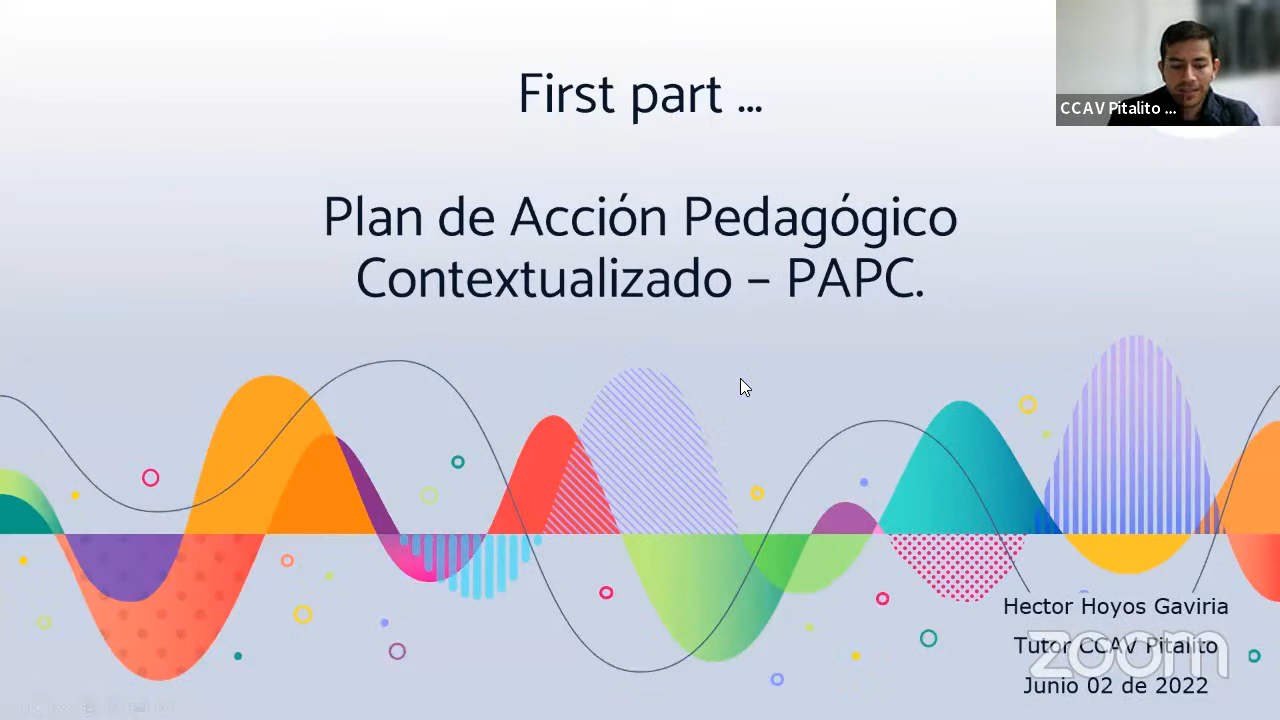 First part ...
Plan de Acción Pedagógico
Contextualizado – PAPC.
CCAV Pitalito ...
Hector Hoyos Gaviria
Tutor CCAV Pitalito
Junio 02 de 2022
zoom